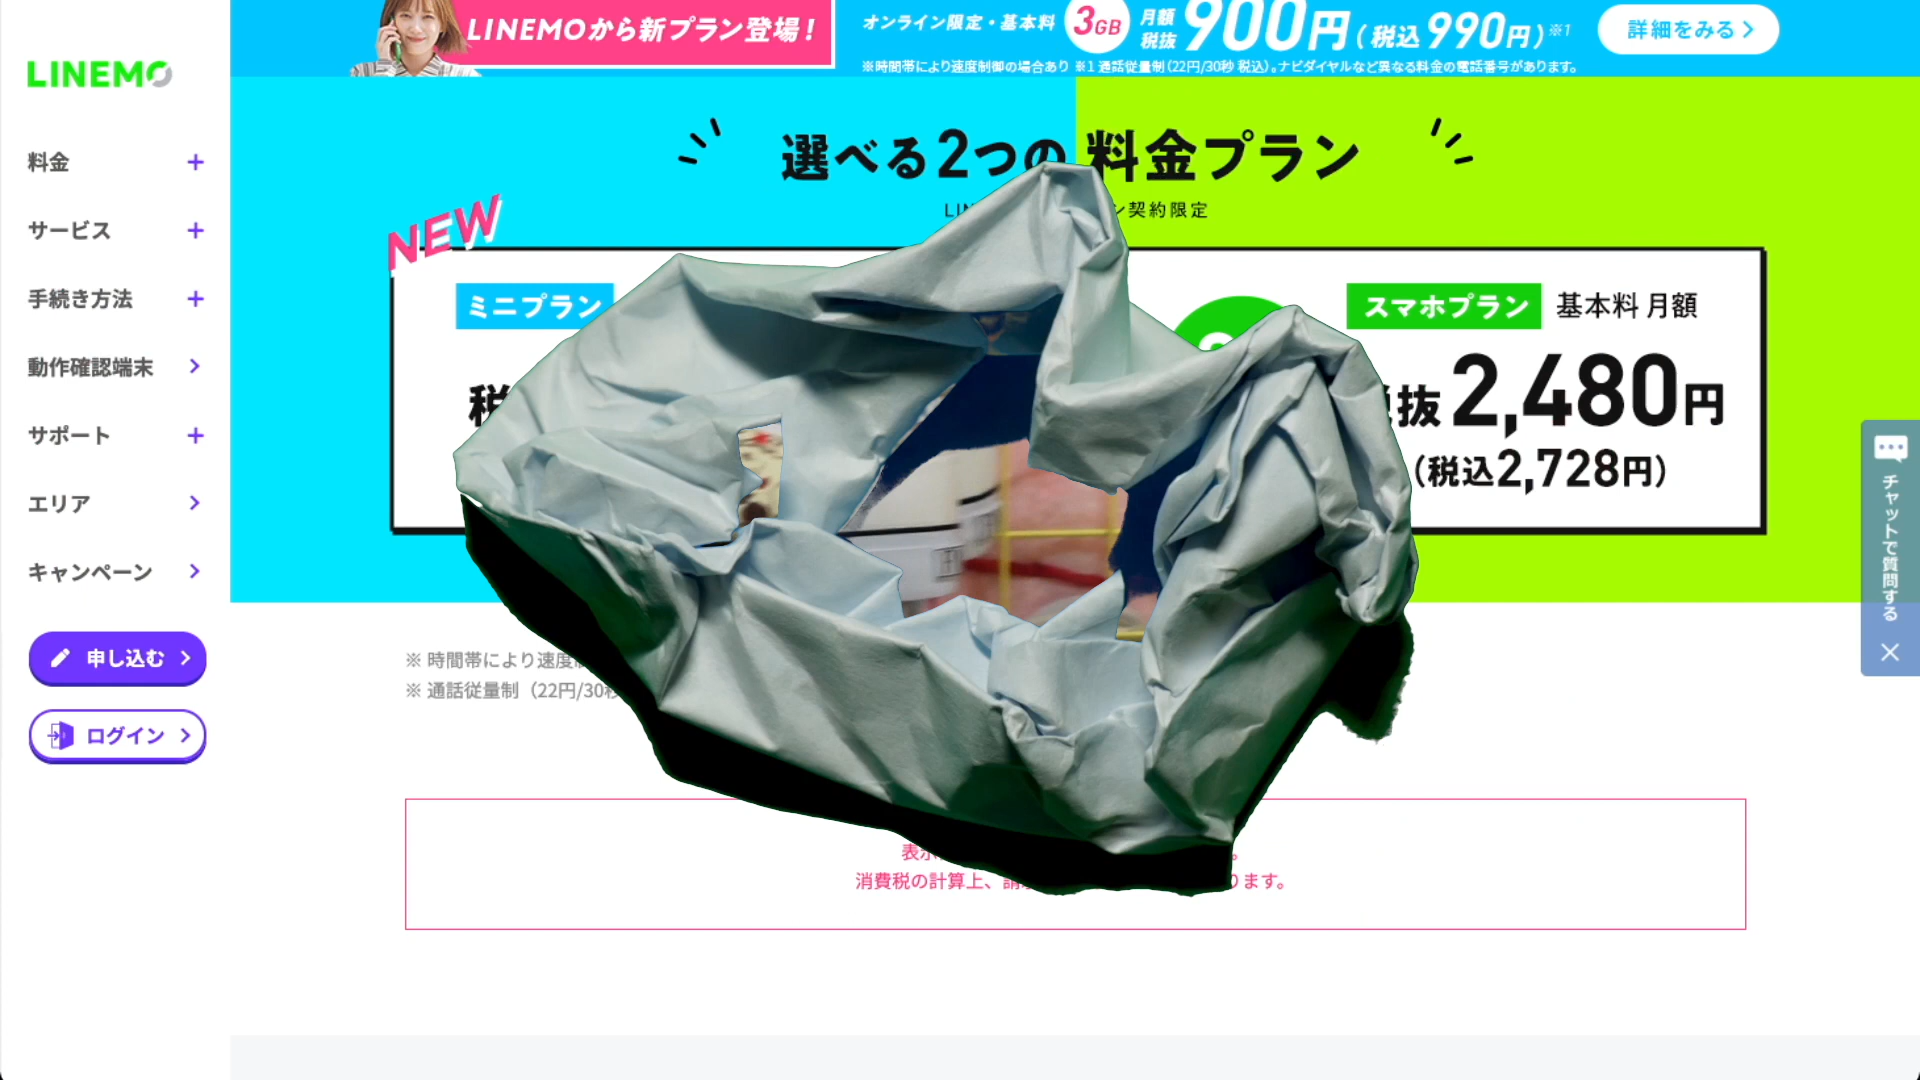 LINEMOから新プラン登場!
オンライン限定・基本料 3GB 月額 税抜 900円(税込990円)※1
※時間帯により速度制御の場合あり ※1 通話従量制(22円/30秒 税込)。ナビダイヤルなど異なる料金の電話番号があります。
詳細をみる
LINEMO
料金
サービス
手続き方法
動作確認端末
サポート
エリア
キャンペーン
申し込む
ログイン
選べる2つの料金プラン
契約限定
NEW
ミニプラン
税
スマホプラン 基本料 月額
抜 2,480円
(税込2,728円)
※ 時間帯により速度
※ 通話従量制(22円/30秒
表示
消費税の計算上、請
ります。
チャットで質問する